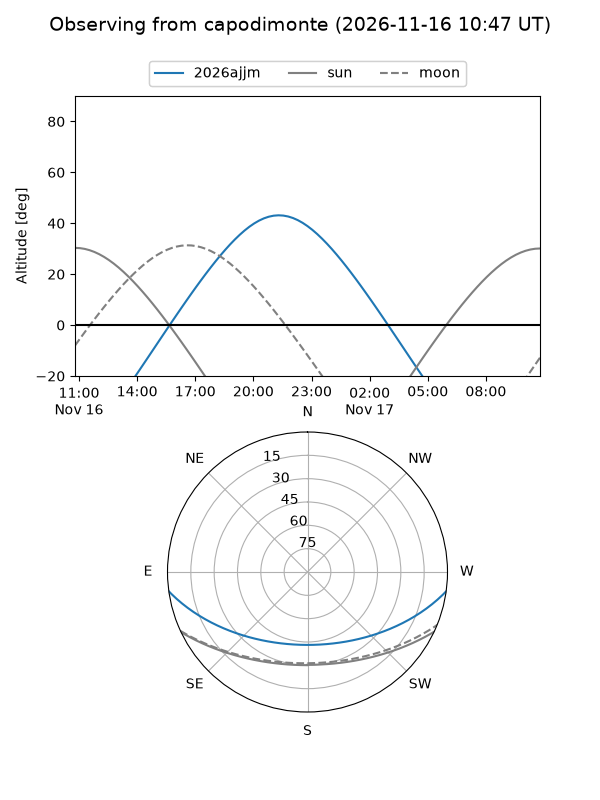 Observing from capodimonte (2026-11-16 10:47 UT)
2026ajjm sun moon
Altitude [deg]
80
60
40
20
0
−20
11:00 14:00 17:00 20:00 23:00 02:00 05:00 08:00
Nov 16 Nov 17
N
NE NW
15
30
45
60
75
E W
SE SW
S